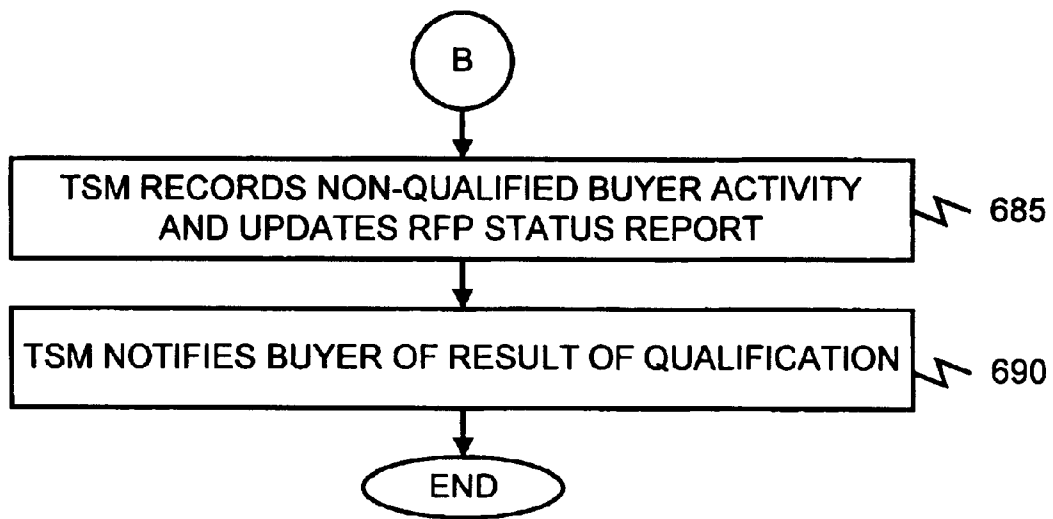 B
TSM RECORDS NON-QUALIFIED BUYER ACTIVITY
AND UPDATES RFP STATUS REPORT
685
TSM NOTIFIES BUYER OF RESULT OF QUALIFICATION
690
END